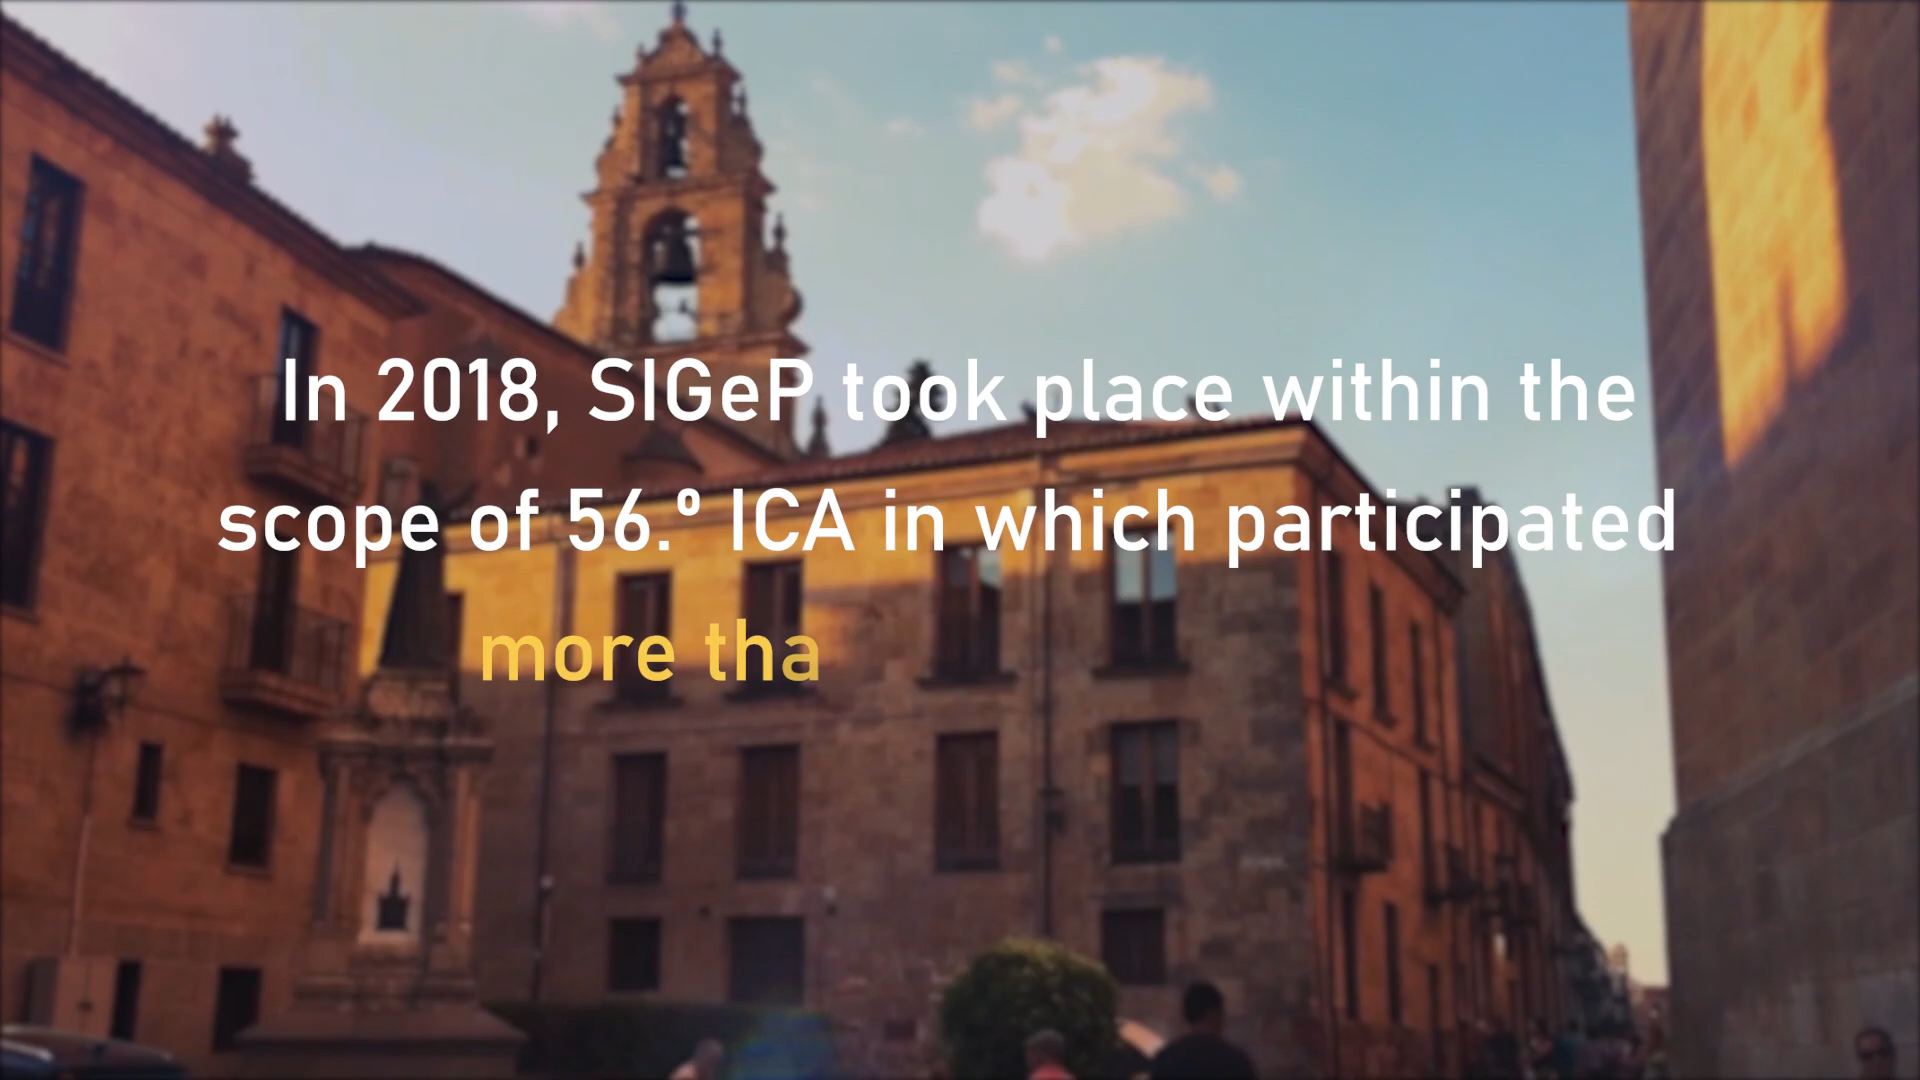 In 2018, SIGeP took place within the
scope of 56.º ICA in which participated
more tha